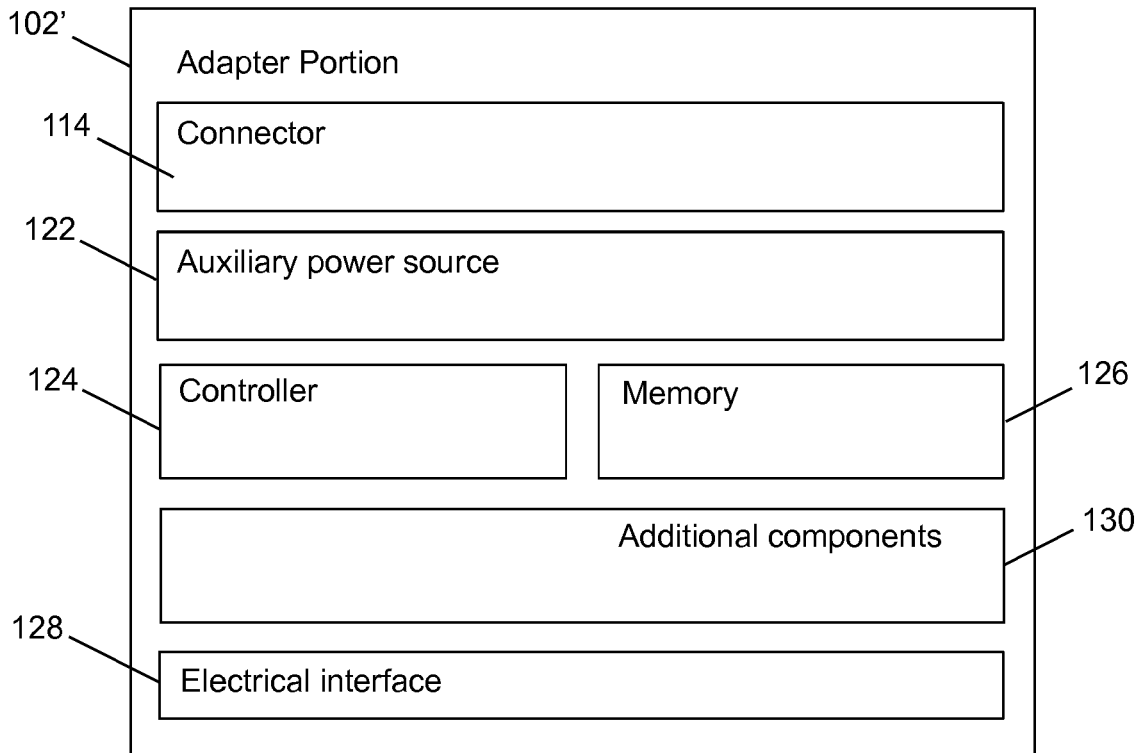 102’
Adapter Portion
114
Connector
122
Auxiliary power source
124
Controller
Memory
126
Additional components
130
128
Electrical interface